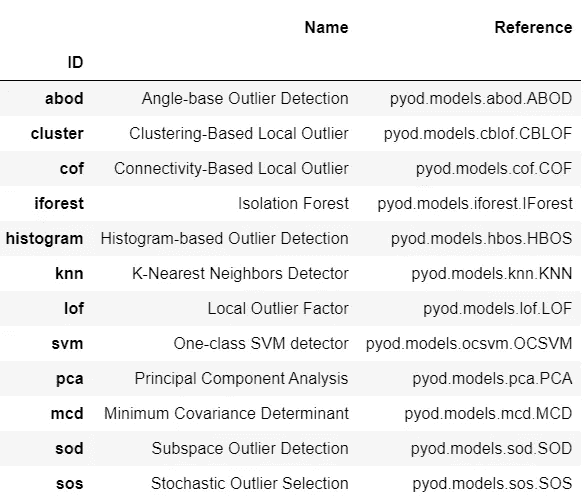 Name Reference
ID
abod Angle-base Outlier Detection pyod.models.abod.ABOD
cluster Clustering-Based Local Outlier pyod.models.cblof.CBLOF
cof Connectivity-Based Local Outlier pyod.models.cof.COF
iforest Isolation Forest pyod.models.iforest.IForest
histogram Histogram-based Outlier Detection pyod.models.hbos.HBOS
knn K-Nearest Neighbors Detector pyod.models.knn.KNN
lof Local Outlier Factor pyod.models.lof.LOF
svm One-class SVM detector pyod.models.ocsvm.OCSVM
pca Principal Component Analysis pyod.models.pca.PCA
mcd Minimum Covariance Determinant pyod.models.mcd.MCD
sod Subspace Outlier Detection pyod.models.sod.SOD
sos Stochastic Outlier Selection pyod.models.sos.SOS